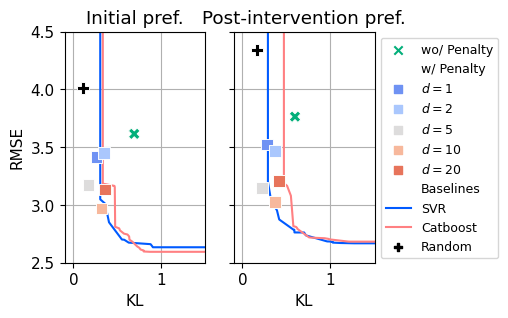 Initial pref.
Post-intervention pref.
RMSE
4.5
4.0
3.5
3.0
2.5
0
1
KL
0
1
KL
wo/ Penalty
w/ Penalty
d = 1
d = 2
d = 5
d = 10
d = 20
Baselines
SVR
Catboost
Random